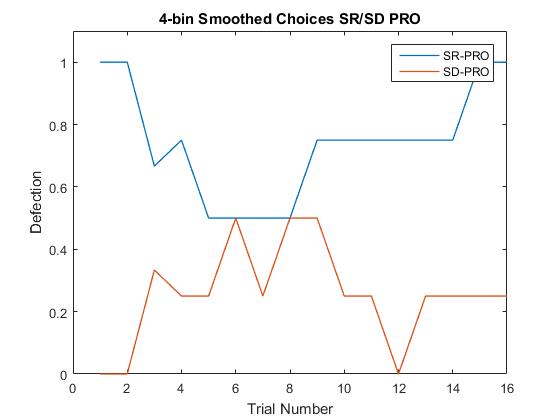 4-bin Smoothed Choices SR/SD PRO
SR-PRO
SD-PRO
1
0.8
0.6
0.4
0.2
0
Defection
0 2 4 6 8 10 12 14 16
Trial Number